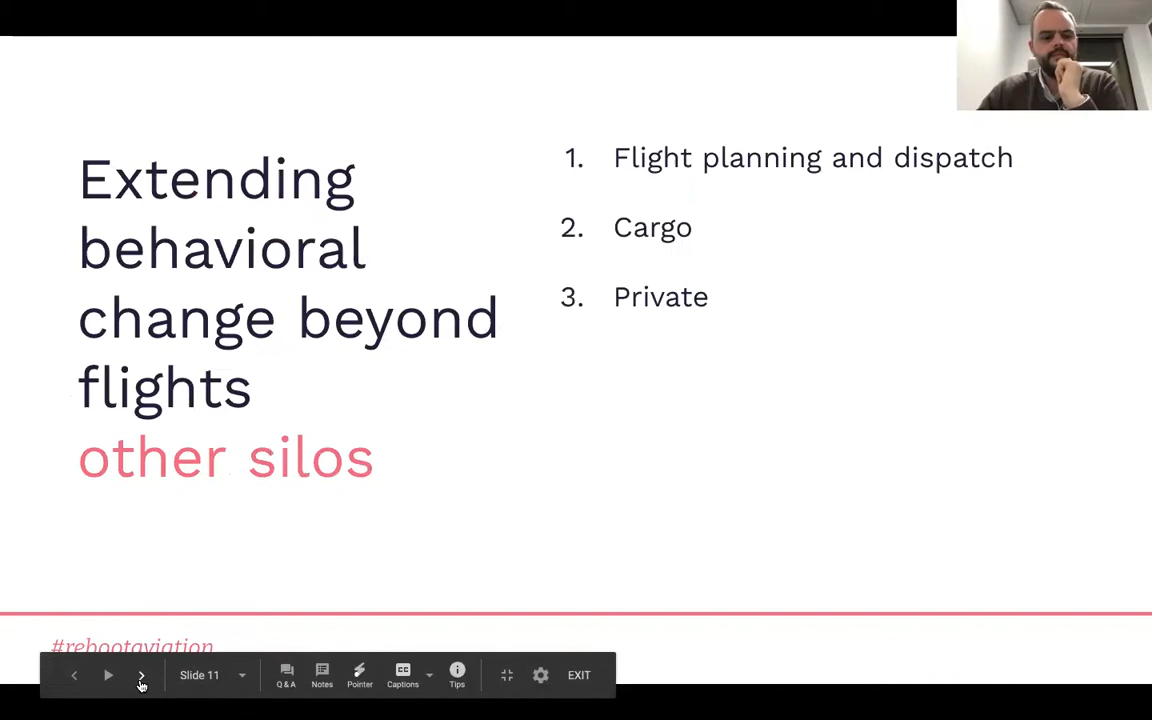 Extending
behavioral
change beyond
flights
other silos
1. Flight planning and dispatch
2. Cargo
3. Private
#rebootaviation
Slide 11
Q & A
Notes
Pointer
CC
Captions
Tips
EXIT